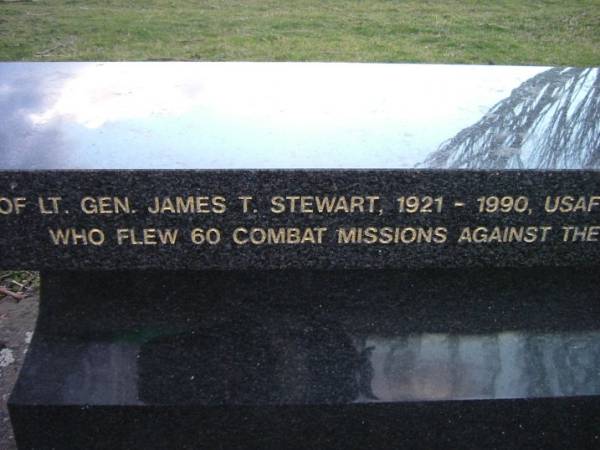 OF LT. GEN. JAMES T. STEWART, 1921 - 1990, USAF
WHO FLEW 60 COMBAT MISSIONS AGAINST THE